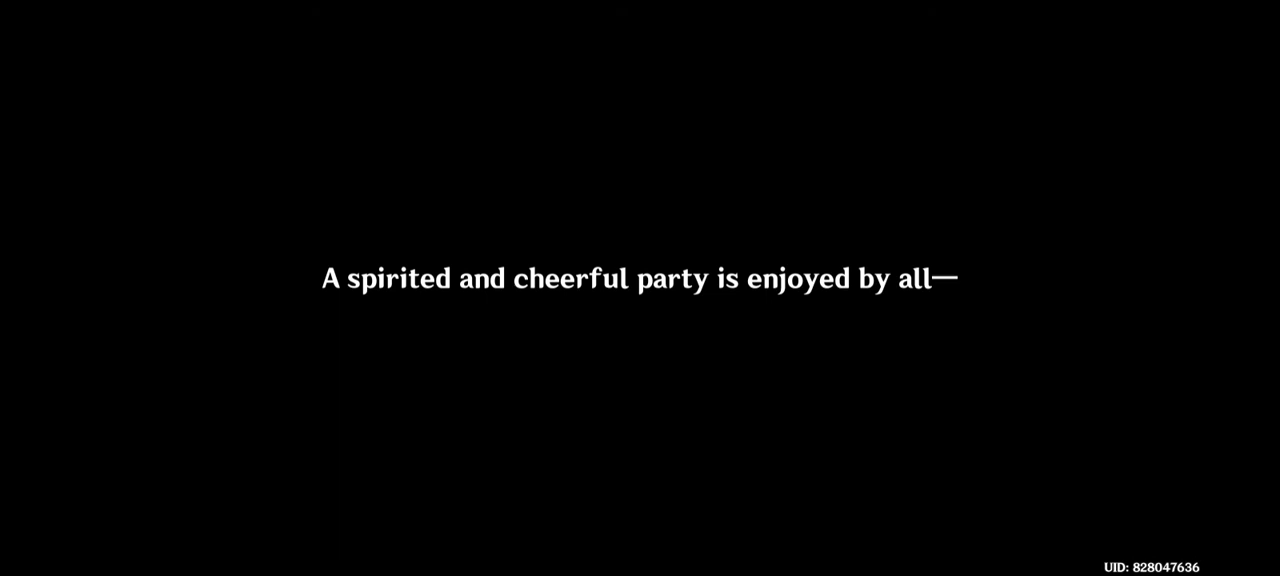 A spirited and cheerful party is enjoyed by all—
UID: 828047636